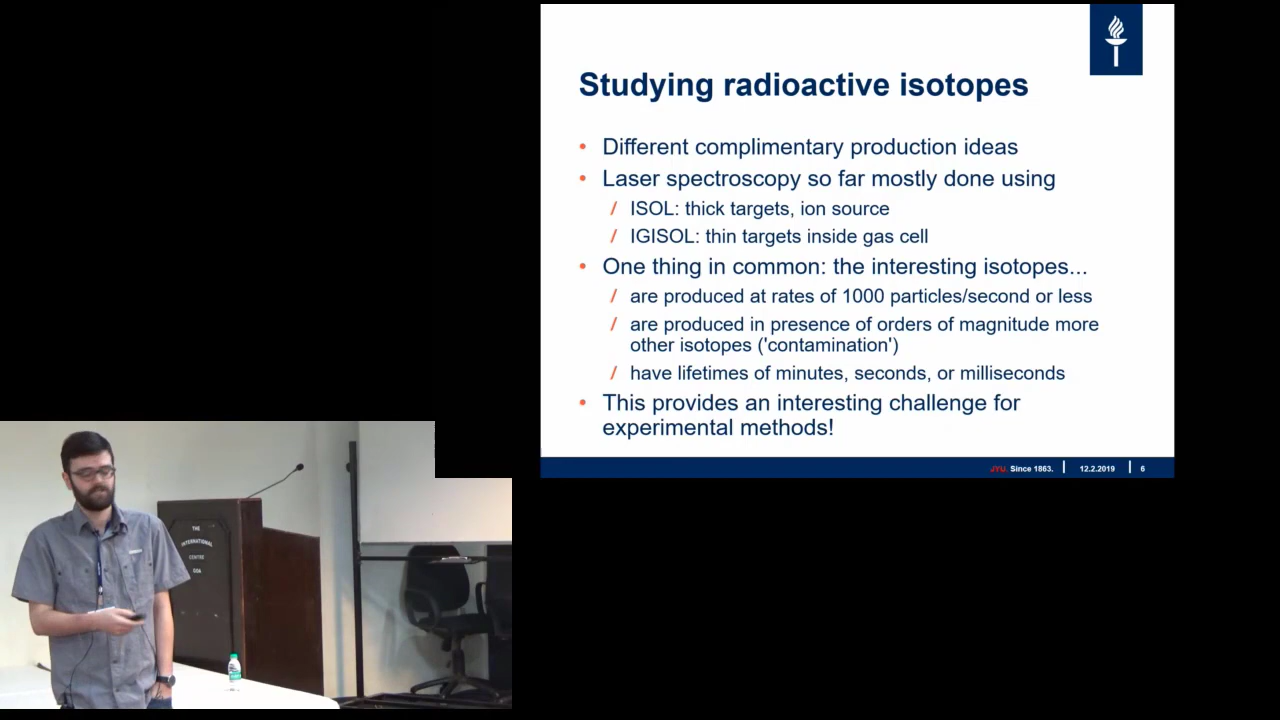 Studying radioactive isotopes
• Different complimentary production ideas
• Laser spectroscopy so far mostly done using
/ ISOL: thick targets, ion source
/ IGISOL: thin targets inside gas cell
• One thing in common: the interesting isotopes...
/ are produced at rates of 1000 particles/second or less
/ are produced in presence of orders of magnitude more
other isotopes ('contamination')
/ have lifetimes of minutes, seconds, or milliseconds
• This provides an interesting challenge for
experimental methods!
JYU. Since 1863. | 12.2.2019 | 6
THE
INTERNATIONAL
CENTRE
GOA